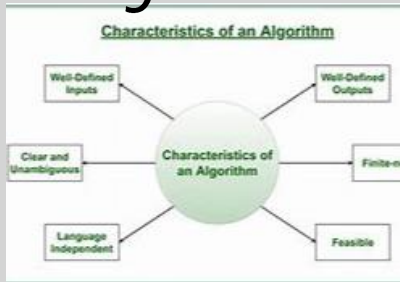 Characteristics of an Algorithm
Well-Defined
Inputs
Well-Defined
Outputs
Clear and
Unambiguous
Characteristics of
an Algorithm
Language
Independent
Feasible